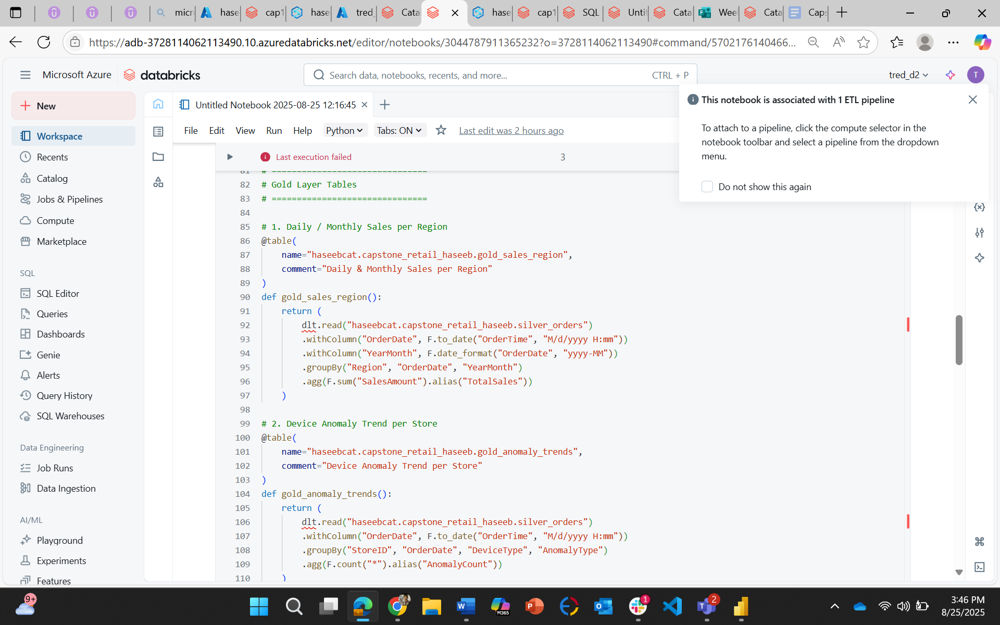 micr
hase
cap1
hase
tred_
Cata
hase
cap1
SQL
Untit
Cata
Weel
Cata
Caps
https://adb-3728114062113490.10.azuredatabricks.net/editor/notebooks/3044787911365232?o=3728114062113490#command/5702176140466...
Microsoft Azure
databricks
Search data, notebooks, recents, and more...
CTRL + P
tred_d2
T
New
Workspace
Recents
Catalog
Jobs & Pipelines
Compute
Marketplace
SQL
SQL Editor
Queries
Dashboards
Genie
Alerts
Query History
SQL Warehouses
Data Engineering
Job Runs
Data Ingestion
AI/ML
Playground
Experiments
Features
Untitled Notebook 2025-08-25 12:16:45
File Edit View Run Help Python Tabs: ON Last edit was 2 hours ago
Last execution failed
3
This notebook is associated with 1 ETL pipeline
To attach to a pipeline, click the compute selector in the
notebook toolbar and select a pipeline from the dropdown
menu.
Do not show this again
81 # ===============================
82 # Gold Layer Tables
83 # ===============================
84
85 # 1. Daily / Monthly Sales per Region
86 @table(
87 name="haseebcat.capstone_retail_haseeb.gold_sales_region",
88 comment="Daily & Monthly Sales per Region"
89 )
90 def gold_sales_region():
91 return (
92 dlt.read("haseebcat.capstone_retail_haseeb.silver_orders")
93 .withColumn("OrderDate", F.to_date("OrderTime", "M/d/yyyy H:mm"))
94 .withColumn("YearMonth", F.date_format("OrderDate", "yyyy-MM"))
95 .groupBy("Region", "OrderDate", "YearMonth")
96 .agg(F.sum("SalesAmount").alias("TotalSales"))
97 )
98
99 # 2. Device Anomaly Trend per Store
100 @table(
101 name="haseebcat.capstone_retail_haseeb.gold_anomaly_trends",
102 comment="Device Anomaly Trend per Store"
103 )
104 def gold_anomaly_trends():
105 return (
106 dlt.read("haseebcat.capstone_retail_haseeb.silver_orders")
107 .withColumn("OrderDate", F.to_date("OrderTime", "M/d/yyyy H:mm"))
108 .groupBy("StoreID", "OrderDate", "DeviceType", "AnomalyType")
109 .agg(F.count("*").alias("AnomalyCount"))
110 )
9+
M365
1
2
3:46 PM
8/25/2025